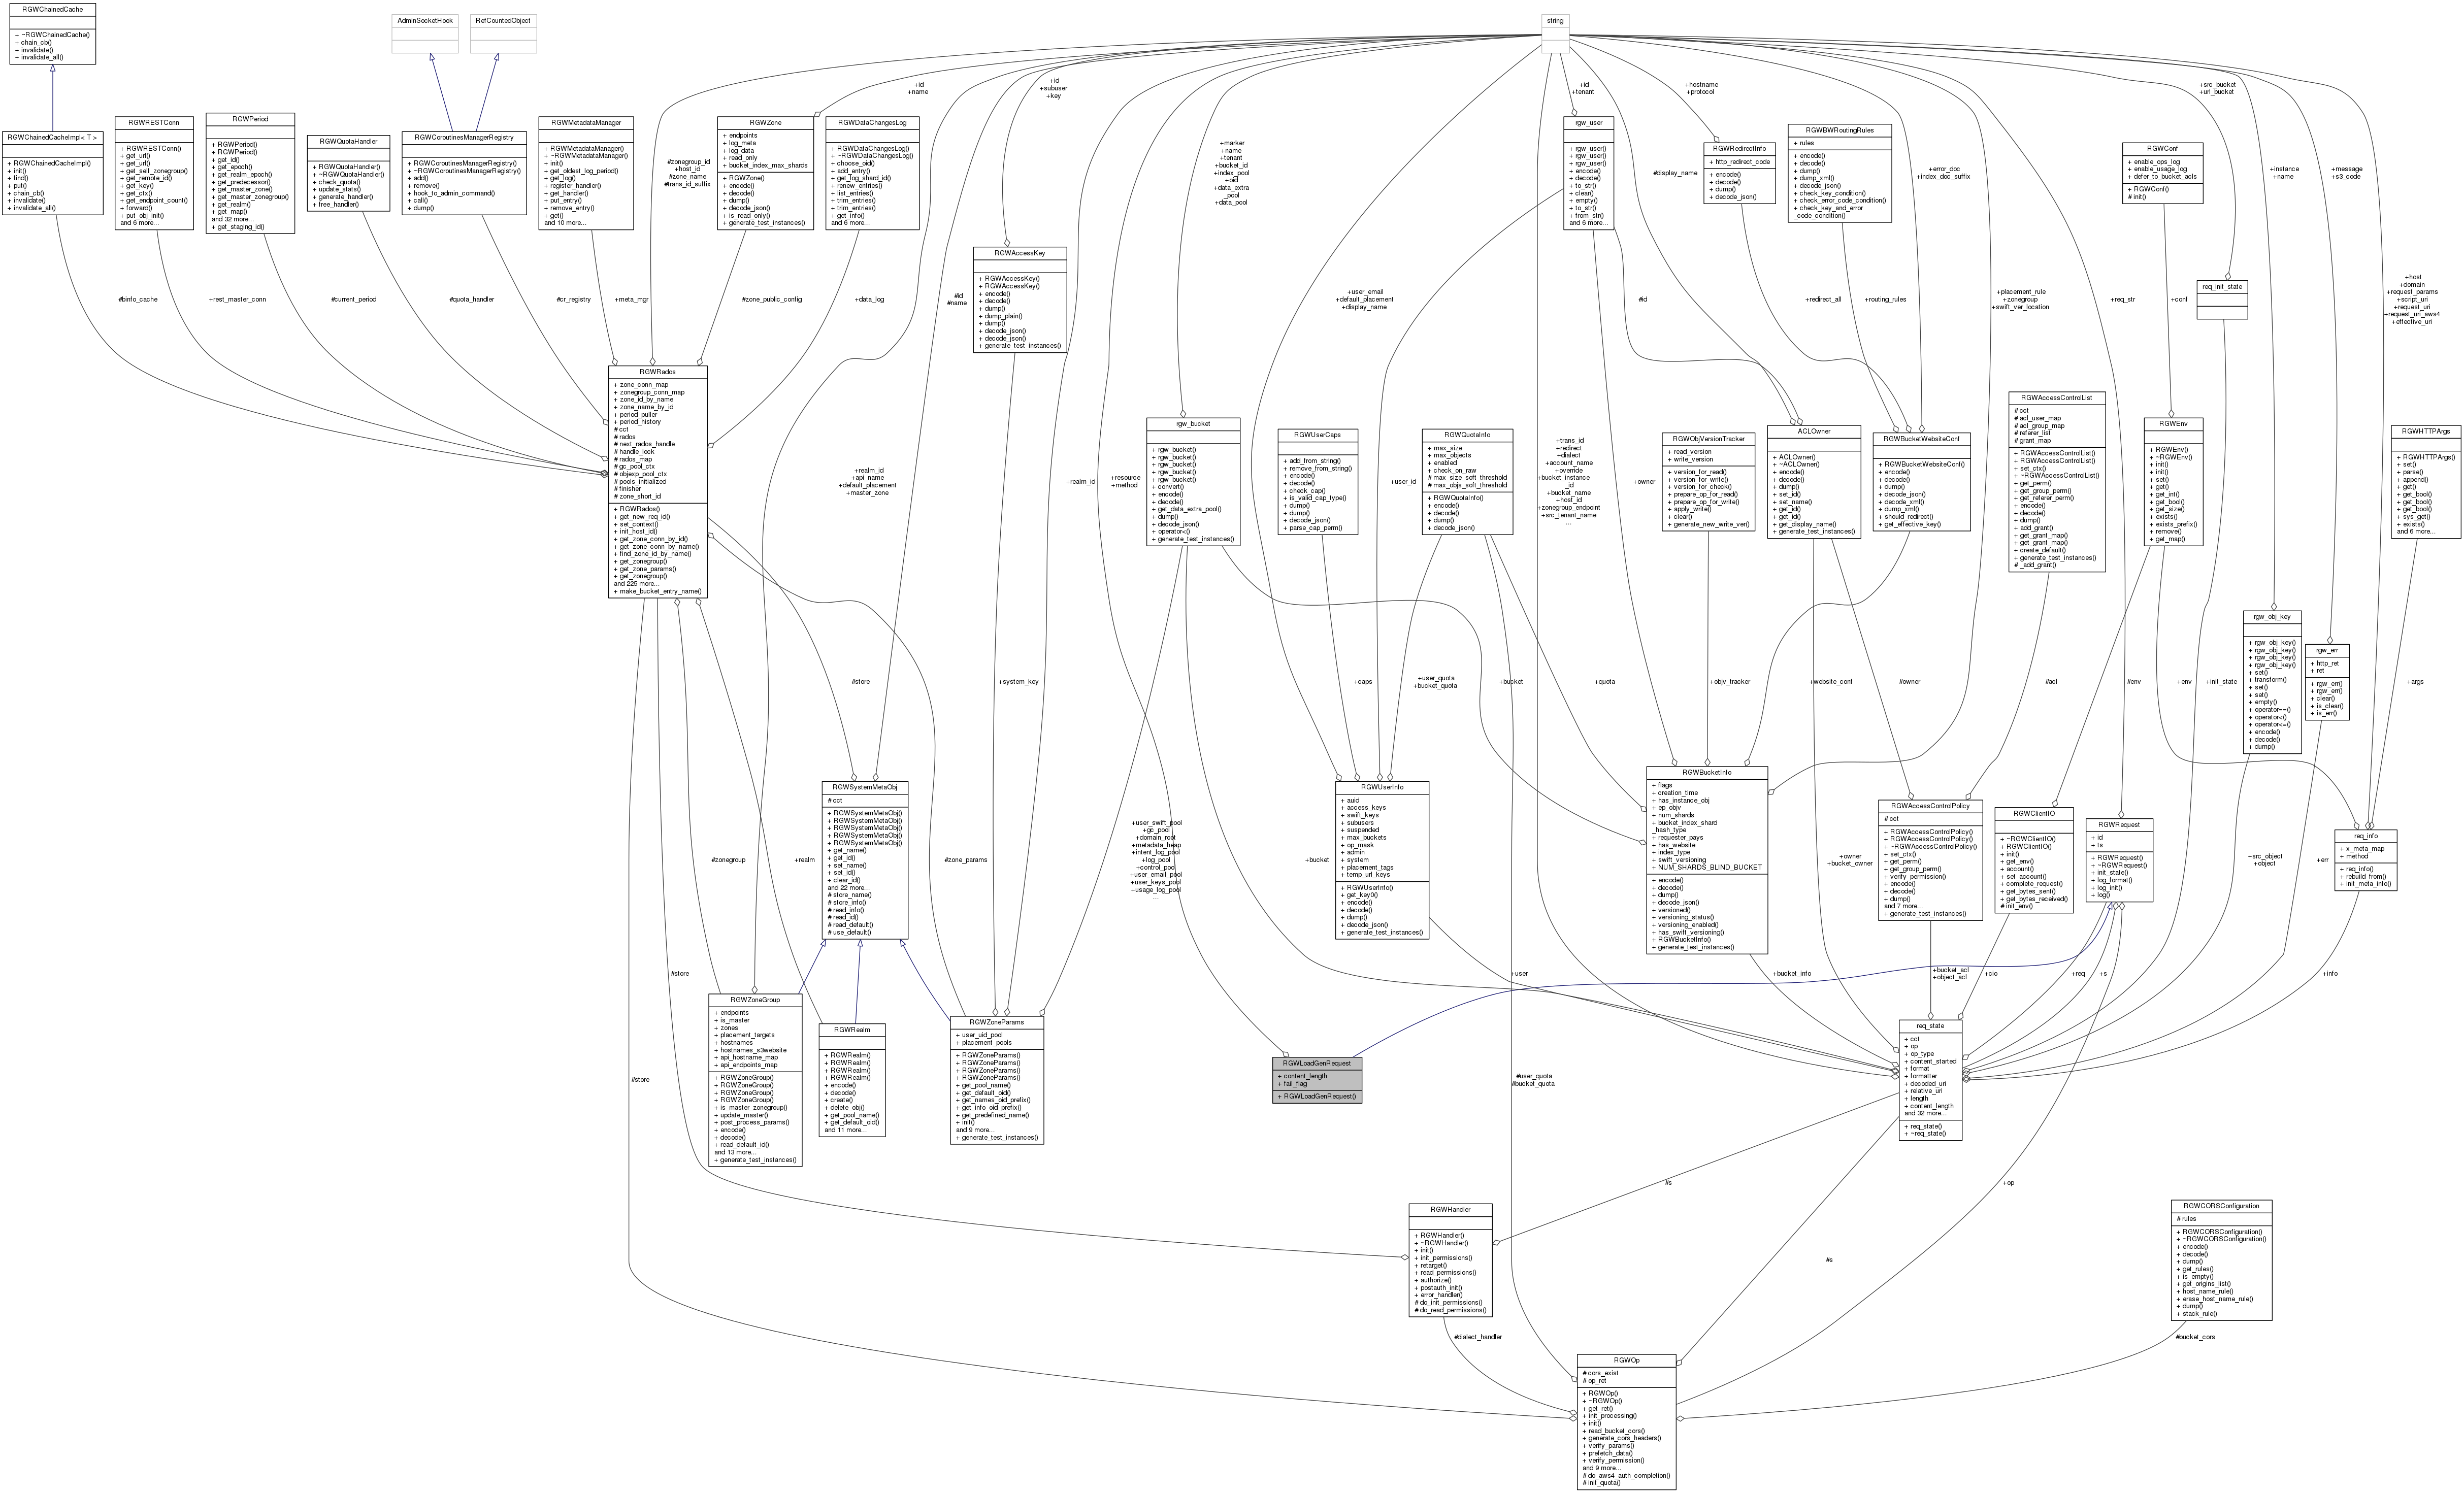 RGWChainedCache
+ ~RGWChainedCache()
+ chain_cb()
+ invalidate()
+ invalidate_all()
AdminSocketHook
RefCountedObject
string
RGWChainedCacheImpl< T >
+ RGWChainedCacheImpl()
+ init()
+ find()
+ put()
+ chain_cb()
+ invalidate()
+ invalidate_all()
RGWRESTConn
+ RGWRESTConn()
+ get_url()
+ get_url()
+ get_self_zonegroup()
+ get_remote_id()
+ get_key()
+ get_ctx()
+ get_endpoint_count()
+ forward()
+ put_obj_init()
and 6 more...
RGWPeriod
+ RGWPeriod()
+ RGWPeriod()
+ get_id()
+ get_epoch()
+ get_realm_epoch()
+ get_predecessor()
+ get_master_zone()
+ get_master_zonegroup()
+ get_realm()
+ get_map()
and 32 more...
+ get_staging_id()
RGWQuotaHandler
+ RGWQuotaHandler()
+ ~RGWQuotaHandler()
+ check_quota()
+ update_stats()
+ generate_handler()
+ free_handler()
RGWCoroutinesManagerRegistry
+ RGWCoroutinesManagerRegistry()
+ ~RGWCoroutinesManagerRegistry()
+ add()
+ remove()
+ hook_to_admin_command()
+ call()
+ dump()
RGWMetadataManager
+ RGWMetadataManager()
+ ~RGWMetadataManager()
+ init()
+ get_oldest_log_period()
+ get_log()
+ register_handler()
+ get_handler()
+ put_entry()
+ remove_entry()
+ get()
and 10 more...
RGWZone
+ endpoints
+ log_meta
+ log_data
+ read_only
+ bucket_index_max_shards
+ RGWZone()
+ encode()
+ decode()
+ dump()
+ decode_json()
+ is_read_only()
+ generate_test_instances()
RGWDataChangesLog
+ RGWDataChangesLog()
+ ~RGWDataChangesLog()
+ choose_oid()
+ add_entry()
+ get_log_shard_id()
+ renew_entries()
+ list_entries()
+ trim_entries()
+ trim_entries()
+ get_info()
and 6 more...
RGWAccessKey
+ RGWAccessKey()
+ RGWAccessKey()
+ encode()
+ decode()
+ dump()
+ dump_plain()
+ dump()
+ decode_json()
+ decode_json()
+ generate_test_instances()
rgw_user
+ rgw_user()
+ rgw_user()
+ rgw_user()
+ encode()
+ decode()
+ to_str()
+ clear()
+ empty()
+ to_str()
+ from_str()
and 6 more...
RGWRedirectInfo
+ http_redirect_code
+ encode()
+ decode()
+ dump()
+ decode_json()
RGWBWRoutingRules
+ rules
+ encode()
+ decode()
+ dump()
+ dump_xml()
+ decode_json()
+ check_key_condition()
+ check_error_code_condition()
+ check_key_and_error
_code_condition()
RGWConf
+ enable_ops_log
+ enable_usage_log
+ defer_to_bucket_acls
+ RGWConf()
# init()
req_init_state
+id
+name
+id
+subuser
+key
#zonegroup_id
+host_id
#zone_name
#trans_id_suffix
+marker
+name
+tenant
+bucket_id
+index_pool
+oid
+data_extra
_pool
+data_pool
+id
+tenant
+hostname
+protocol
#display_name
+error_doc
+index_doc_suffix
+src_bucket
+url_bucket
+instance
+name
+message
+s3_code
#binfo_cache
+rest_master_conn
#current_period
#quota_handler
#cr_registry
+meta_mgr
#zone_public_config
+data_log
#id
#name
+user_email
+default_placement
+display_name
#id
+redirect_all
+routing_rules
+placement_rule
+zonegroup
+swift_ver_location
+req_str
+conf
+host
+domain
+request_params
+script_uri
+request_uri
+request_uri_aws4
+effective_uri
RGWRados
+ zone_conn_map
+ zonegroup_conn_map
+ zone_id_by_name
+ zone_name_by_id
+ period_puller
+ period_history
# cct
# rados
# next_rados_handle
# handle_lock
# rados_map
# gc_pool_ctx
# objexp_pool_ctx
# pools_initialized
# finisher
# zone_short_id
+ RGWRados()
+ get_new_req_id()
+ set_context()
+ init_host_id()
+ get_zone_conn_by_id()
+ get_zone_conn_by_name()
+ find_zone_id_by_name()
+ get_zonegroup()
+ get_zone_params()
+ get_zonegroup()
and 225 more...
+ make_bucket_entry_name()
+realm_id
+api_name
+default_placement
+master_zone
+realm_id
+resource
+method
rgw_bucket
+ rgw_bucket()
+ rgw_bucket()
+ rgw_bucket()
+ rgw_bucket()
+ rgw_bucket()
+ convert()
+ encode()
+ decode()
+ get_data_extra_pool()
+ dump()
+ decode_json()
+ operator<()
+ generate_test_instances()
RGWUserCaps
+ add_from_string()
+ remove_from_string()
+ encode()
+ decode()
+ check_cap()
+ is_valid_cap_type()
+ dump()
+ dump()
+ decode_json()
+ parse_cap_perm()
+user_id
RGWQuotaInfo
+ max_size
+ max_objects
+ enabled
+ check_on_raw
# max_size_soft_threshold
# max_objs_soft_threshold
+ RGWQuotaInfo()
+ encode()
+ decode()
+ dump()
+ decode_json()
+trans_id
+redirect
+dialect
+account_name
+override
+bucket_instance
_id
+bucket_name
+host_id
+zonegroup_endpoint
+src_tenant_name
...
+owner
RGWObjVersionTracker
+ read_version
+ write_version
+ version_for_read()
+ version_for_write()
+ version_for_check()
+ prepare_op_for_read()
+ prepare_op_for_write()
+ apply_write()
+ clear()
+ generate_new_write_ver()
ACLOwner
+ ACLOwner()
+ ~ACLOwner()
+ encode()
+ decode()
+ dump()
+ set_id()
+ set_name()
+ get_id()
+ get_id()
+ get_display_name()
+ generate_test_instances()
RGWBucketWebsiteConf
+ RGWBucketWebsiteConf()
+ encode()
+ decode()
+ dump()
+ decode_json()
+ decode_xml()
+ dump_xml()
+ should_redirect()
+ get_effective_key()
RGWAccessControlList
# cct
# acl_user_map
# acl_group_map
# referer_list
# grant_map
+ RGWAccessControlList()
+ RGWAccessControlList()
+ set_ctx()
+ ~RGWAccessControlList()
+ get_perm()
+ get_group_perm()
+ get_referer_perm()
+ encode()
+ decode()
+ dump()
+ add_grant()
+ get_grant_map()
+ get_grant_map()
+ create_default()
+ generate_test_instances()
# _add_grant()
RGWEnv
+ RGWEnv()
+ ~RGWEnv()
+ init()
+ init()
+ set()
+ get()
+ get_int()
+ get_bool()
+ get_size()
+ exists()
+ exists_prefix()
+ remove()
+ get_map()
RGWHTTPArgs
+ RGWHTTPArgs()
+ set()
+ parse()
+ append()
+ get()
+ get_bool()
+ get_bool()
+ get_bool()
+ sys_get()
+ exists()
and 6 more...
rgw_obj_key
+ rgw_obj_key()
+ rgw_obj_key()
+ rgw_obj_key()
+ rgw_obj_key()
+ set()
+ transform()
+ set()
+ set()
+ empty()
+ operator==()
+ operator<()
+ operator<=()
+ encode()
+ decode()
+ dump()
rgw_err
+ http_ret
+ ret
+ rgw_err()
+ rgw_err()
+ clear()
+ is_clear()
+ is_err()
#store
+system_key
+caps
+user_quota
+bucket_quota
+bucket
+quota
+objv_tracker
+website_conf
#owner
#acl
#env
+env
+init_state
+args
RGWSystemMetaObj
# cct
+ RGWSystemMetaObj()
+ RGWSystemMetaObj()
+ RGWSystemMetaObj()
+ RGWSystemMetaObj()
+ RGWSystemMetaObj()
+ get_name()
+ get_id()
+ set_name()
+ set_id()
+ clear_id()
and 22 more...
# store_name()
# store_info()
# read_info()
# read_id()
# read_default()
# use_default()
#zonegroup
+realm
#zone_params
+user_swift_pool
+gc_pool
+domain_root
+metadata_heap
+intent_log_pool
+log_pool
+control_pool
+user_email_pool
+user_keys_pool
+usage_log_pool
...
+bucket
RGWUserInfo
+ auid
+ access_keys
+ swift_keys
+ subusers
+ suspended
+ max_buckets
+ op_mask
+ admin
+ system
+ placement_tags
+ temp_url_keys
+ RGWUserInfo()
+ get_key0()
+ encode()
+ decode()
+ dump()
+ decode_json()
+ generate_test_instances()
RGWBucketInfo
+ flags
+ creation_time
+ has_instance_obj
+ ep_objv
+ num_shards
+ bucket_index_shard
_hash_type
+ requester_pays
+ has_website
+ index_type
+ swift_versioning
+ NUM_SHARDS_BLIND_BUCKET
+ encode()
+ decode()
+ dump()
+ decode_json()
+ versioned()
+ versioning_status()
+ versioning_enabled()
+ has_swift_versioning()
+ RGWBucketInfo()
+ generate_test_instances()
+owner
+bucket_owner
RGWAccessControlPolicy
# cct
+ RGWAccessControlPolicy()
+ RGWAccessControlPolicy()
+ ~RGWAccessControlPolicy()
+ set_ctx()
+ get_perm()
+ get_group_perm()
+ verify_permission()
+ encode()
+ decode()
+ dump()
and 7 more...
+ generate_test_instances()
RGWClientIO
+ ~RGWClientIO()
+ RGWClientIO()
+ init()
+ get_env()
+ account()
+ set_account()
+ complete_request()
+ get_bytes_sent()
+ get_bytes_received()
# init_env()
RGWRequest
+ id
+ ts
+ RGWRequest()
+ ~RGWRequest()
+ init_state()
+ log_format()
+ log_init()
+ log()
+src_object
+object
+err
req_info
+ x_meta_map
+ method
+ req_info()
+ rebuild_from()
+ init_meta_info()
#store
+user
+bucket_info
+bucket_acl
+object_acl
+cio
+req
+s
+info
RGWZoneGroup
+ endpoints
+ is_master
+ zones
+ placement_targets
+ hostnames
+ hostnames_s3website
+ api_hostname_map
+ api_endpoints_map
+ RGWZoneGroup()
+ RGWZoneGroup()
+ RGWZoneGroup()
+ RGWZoneGroup()
+ is_master_zonegroup()
+ update_master()
+ post_process_params()
+ encode()
+ decode()
+ read_default_id()
and 13 more...
+ generate_test_instances()
RGWRealm
+ RGWRealm()
+ RGWRealm()
+ RGWRealm()
+ RGWRealm()
+ encode()
+ decode()
+ create()
+ delete_obj()
+ get_pool_name()
+ get_default_oid()
and 11 more...
RGWZoneParams
+ user_uid_pool
+ placement_pools
+ RGWZoneParams()
+ RGWZoneParams()
+ RGWZoneParams()
+ RGWZoneParams()
+ get_pool_name()
+ get_default_oid()
+ get_names_oid_prefix()
+ get_info_oid_prefix()
+ get_predefined_name()
+ init()
and 9 more...
+ generate_test_instances()
RGWLoadGenRequest
+ content_length
+ fail_flag
+ RGWLoadGenRequest()
req_state
+ cct
+ op
+ op_type
+ content_started
+ format
+ formatter
+ decoded_uri
+ relative_uri
+ length
+ content_length
and 32 more...
+ req_state()
+ ~req_state()
#store
#user_quota
#bucket_quota
#s
+op
RGWHandler
+ RGWHandler()
+ ~RGWHandler()
+ init()
+ init_permissions()
+ retarget()
+ read_permissions()
+ authorize()
+ postauth_init()
+ error_handler()
# do_init_permissions()
# do_read_permissions()
#s
RGWCORSConfiguration
# rules
+ RGWCORSConfiguration()
+ ~RGWCORSConfiguration()
+ encode()
+ decode()
+ dump()
+ get_rules()
+ is_empty()
+ get_origins_list()
+ host_name_rule()
+ erase_host_name_rule()
+ dump()
+ stack_rule()
#dialect_handler
#bucket_cors
RGWOp
# cors_exist
# op_ret
+ RGWOp()
+ ~RGWOp()
+ get_ret()
+ init_processing()
+ init()
+ read_bucket_cors()
+ generate_cors_headers()
+ verify_params()
+ prefetch_data()
+ verify_permission()
and 9 more...
# do_aws4_auth_completion()
# init_quota()